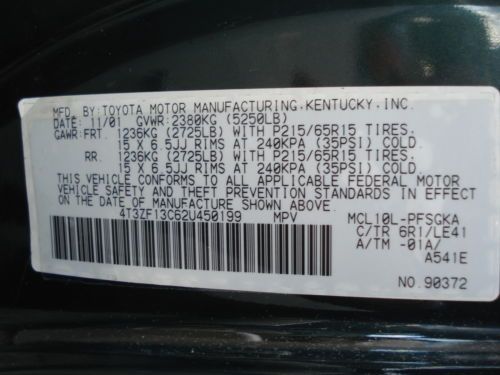 MFD. BY: TOYOTA MOTOR MANUFACTURING, KENTUCKY, INC.
DATE: 11/01 GVWR: 2380KG (5250LB)
GAWR: FRT 1236KG (2725LB) WITH P215/65R15 TIRES,
15 X 6.5JJ RIMS AT 240KPA (35PSI) COLD.
RR. 1236KG (2725LB) WITH P215/65R15 TIRES,
15 X 6.5JJ RIMS AT 240KPA (35PSI) COLD.
THIS VEHICLE CONFORMS TO ALL APPLICABLE FEDERAL MOTOR
VEHICLE SAFETY AND THEFT PREVENTION STANDARDS IN EFFECT
ON THE DATE OF MANUFACTURE SHOWN ABOVE.
4T3ZF13C62U450199 MPV MCL10L-PFSGKA
C/TR 6R1/LE41
A/TM -01A/
A541E
NO. 90372